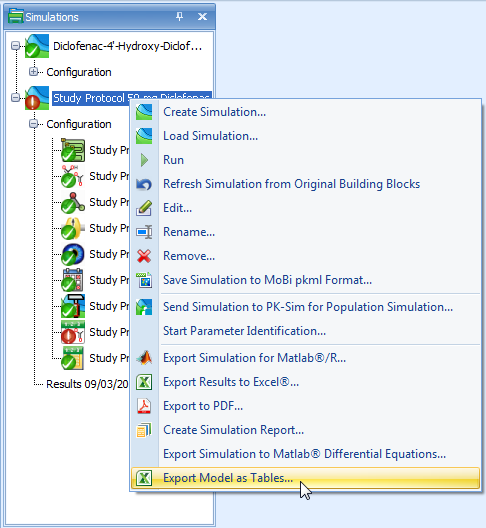 Simulations
Diclofenac-4'-Hydroxy-Diclof...
Configuration
Study Protocol 50 mg Diclofenac
Configuration
Study Pr
Study Pr
Study Pr
Study Pr
Study Pr
Study Pr
Study Pr
Study Pr
Study Pr
Results 09/03/20
Create Simulation...
Load Simulation...
Run
Refresh Simulation from Original Building Blocks
Edit...
Rename...
Remove...
Save Simulation to MoBi pkml Format...
Send Simulation to PK-Sim for Population Simulation...
Start Parameter Identification...
Export Simulation for Matlab®/R...
Export Results to Excel®...
Export to PDF...
Create Simulation Report...
Export Simulation to Matlab® Differential Equations...
Export Model as Tables...